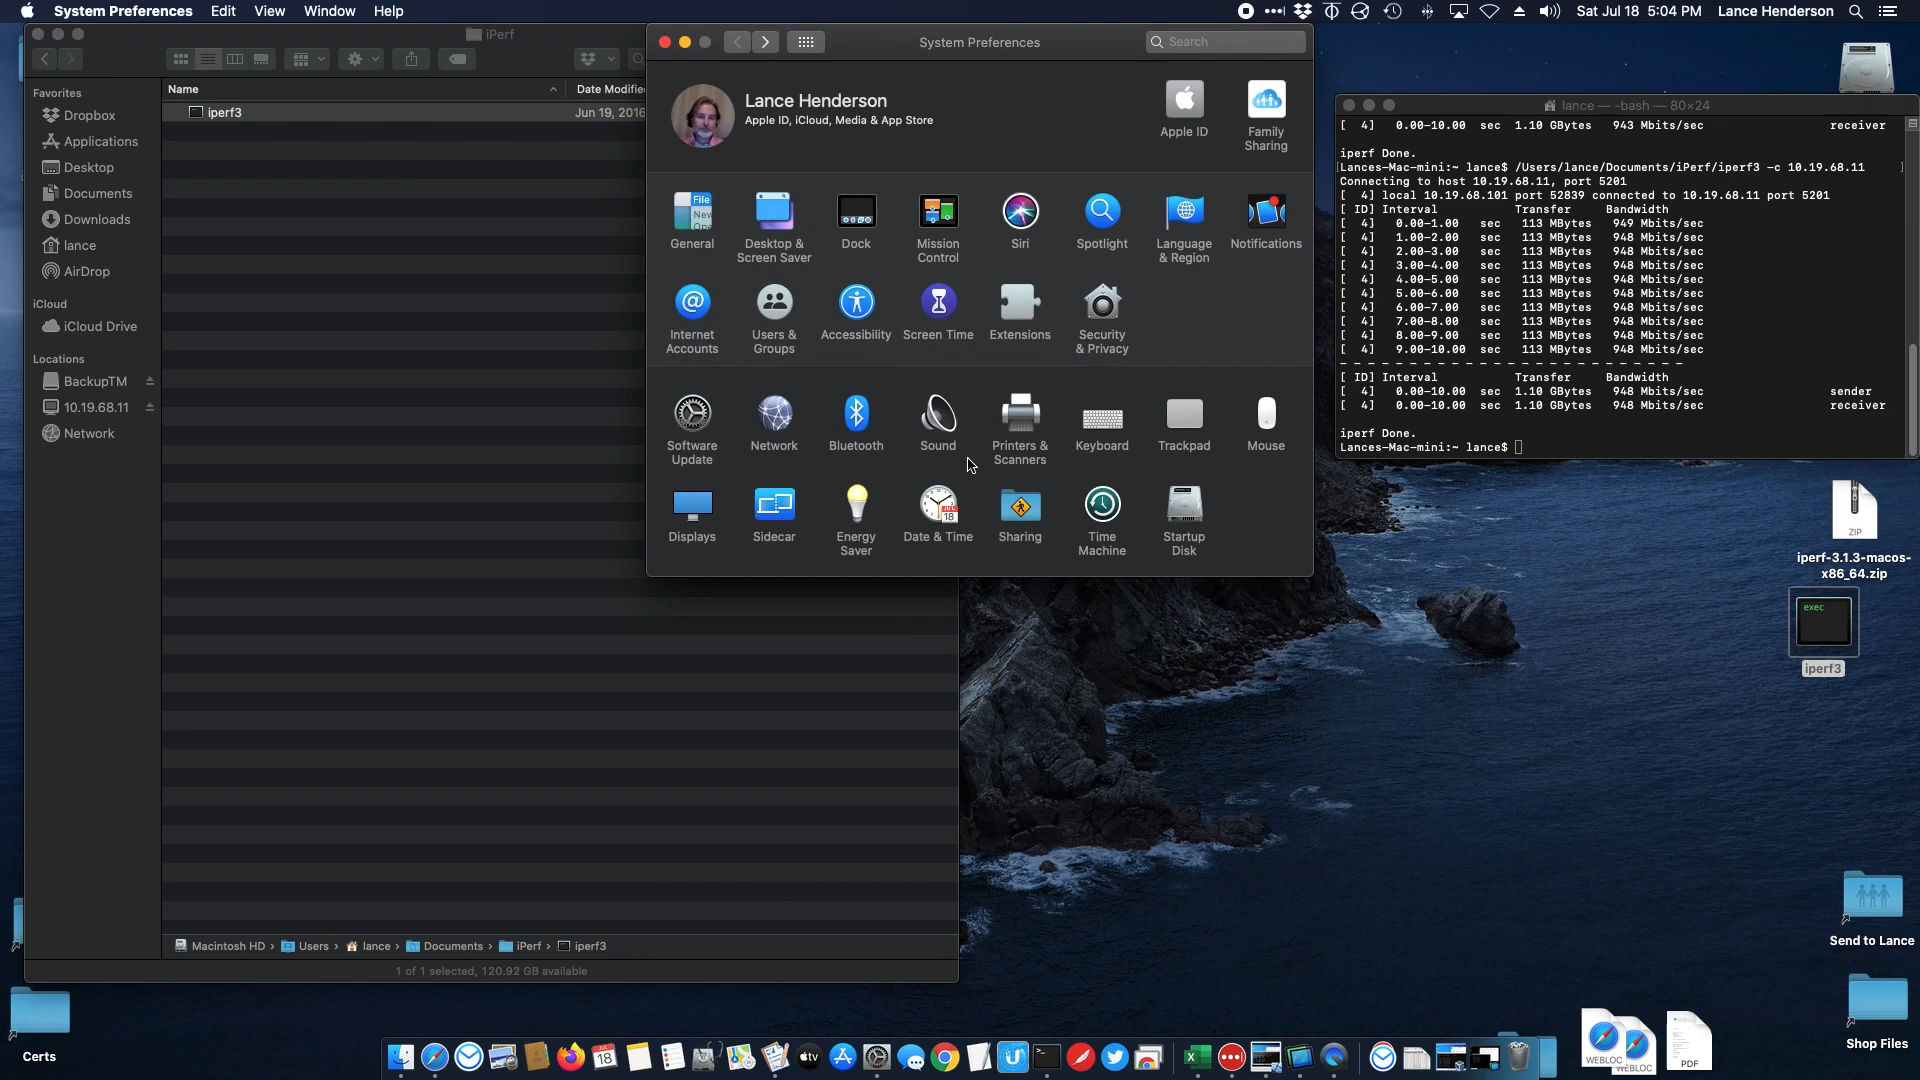 System Preferences Edit View Window Help
Sat Jul 18 5:04 PM Lance Henderson
iPerf
Name Date Modified
iperf3 Jun 19, 2016
Favorites
Dropbox
Applications
Desktop
Documents
Downloads
lance
AirDrop
iCloud
iCloud Drive
Locations
BackupTM
10.19.68.11
Network
Macintosh HD › Users › lance › Documents › iPerf › iperf3
1 of 1 selected, 120.92 GB available
System Preferences
Search
Lance Henderson
Apple ID, iCloud, Media & App Store
Apple ID
Family
Sharing
General
Desktop &
Screen Saver
Dock
Mission
Control
Siri
Spotlight
Language
& Region
Notifications
Internet
Accounts
Users &
Groups
Accessibility
Screen Time
Extensions
Security
& Privacy
Software
Update
Network
Bluetooth
Sound
Printers &
Scanners
Keyboard
Trackpad
Mouse
Displays
Sidecar
Energy
Saver
Date & Time
Sharing
Time
Machine
Startup
Disk
lance — -bash — 80×24
[ 4] 0.00-10.00 sec 1.10 GBytes 943 Mbits/sec receiver
iperf Done.
Lances-Mac-mini:~ lance$ /Users/lance/Documents/iPerf/iperf3 -c 10.19.68.11
Connecting to host 10.19.68.11, port 5201
[ 4] local 10.19.68.101 port 52839 connected to 10.19.68.11 port 5201
[ ID] Interval Transfer Bandwidth
[ 4] 0.00-1.00 sec 113 MBytes 949 Mbits/sec
[ 4] 1.00-2.00 sec 113 MBytes 948 Mbits/sec
[ 4] 2.00-3.00 sec 113 MBytes 948 Mbits/sec
[ 4] 3.00-4.00 sec 113 MBytes 948 Mbits/sec
[ 4] 4.00-5.00 sec 113 MBytes 948 Mbits/sec
[ 4] 5.00-6.00 sec 113 MBytes 948 Mbits/sec
[ 4] 6.00-7.00 sec 113 MBytes 948 Mbits/sec
[ 4] 7.00-8.00 sec 113 MBytes 948 Mbits/sec
[ 4] 8.00-9.00 sec 113 MBytes 948 Mbits/sec
[ 4] 9.00-10.00 sec 113 MBytes 948 Mbits/sec
- - - - - - - - - - - - - - - - - - - - - - - - -
[ ID] Interval Transfer Bandwidth
[ 4] 0.00-10.00 sec 1.10 GBytes 948 Mbits/sec sender
[ 4] 0.00-10.00 sec 1.10 GBytes 948 Mbits/sec receiver
iperf Done.
Lances-Mac-mini:~ lance$
ZIP
iperf-3.1.3-macos-
x86_64.zip
exec
iperf3
Send to Lance
Shop Files
Certs
WEBLOC
WEBLOC
PDF